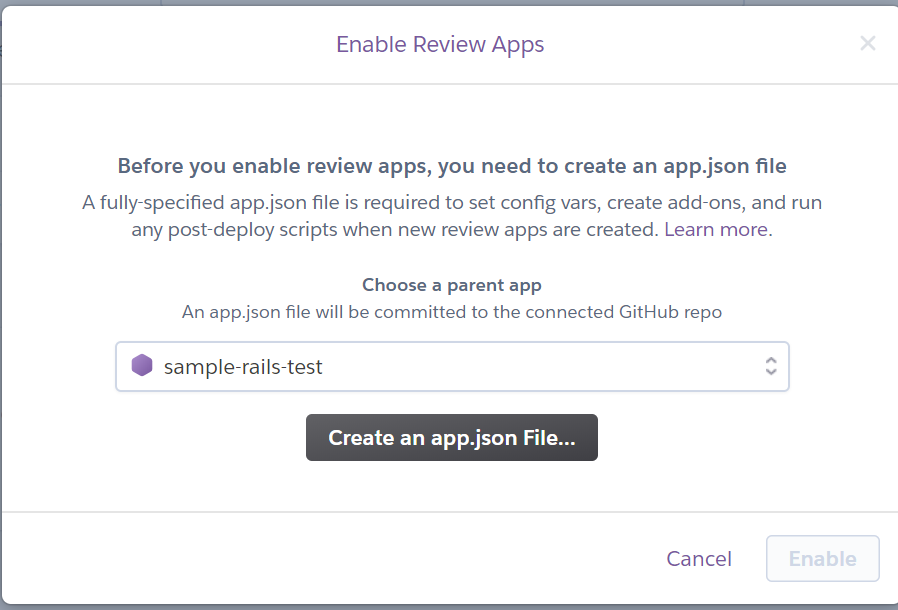 Enable Review Apps
Before you enable review apps, you need to create an app.json file
A fully-specified app.json file is required to set config vars, create add-ons, and run
any post-deploy scripts when new review apps are created. Learn more.
Choose a parent app
An app.json file will be committed to the connected GitHub repo
sample-rails-test
Create an app.json File...
Cancel
Enable